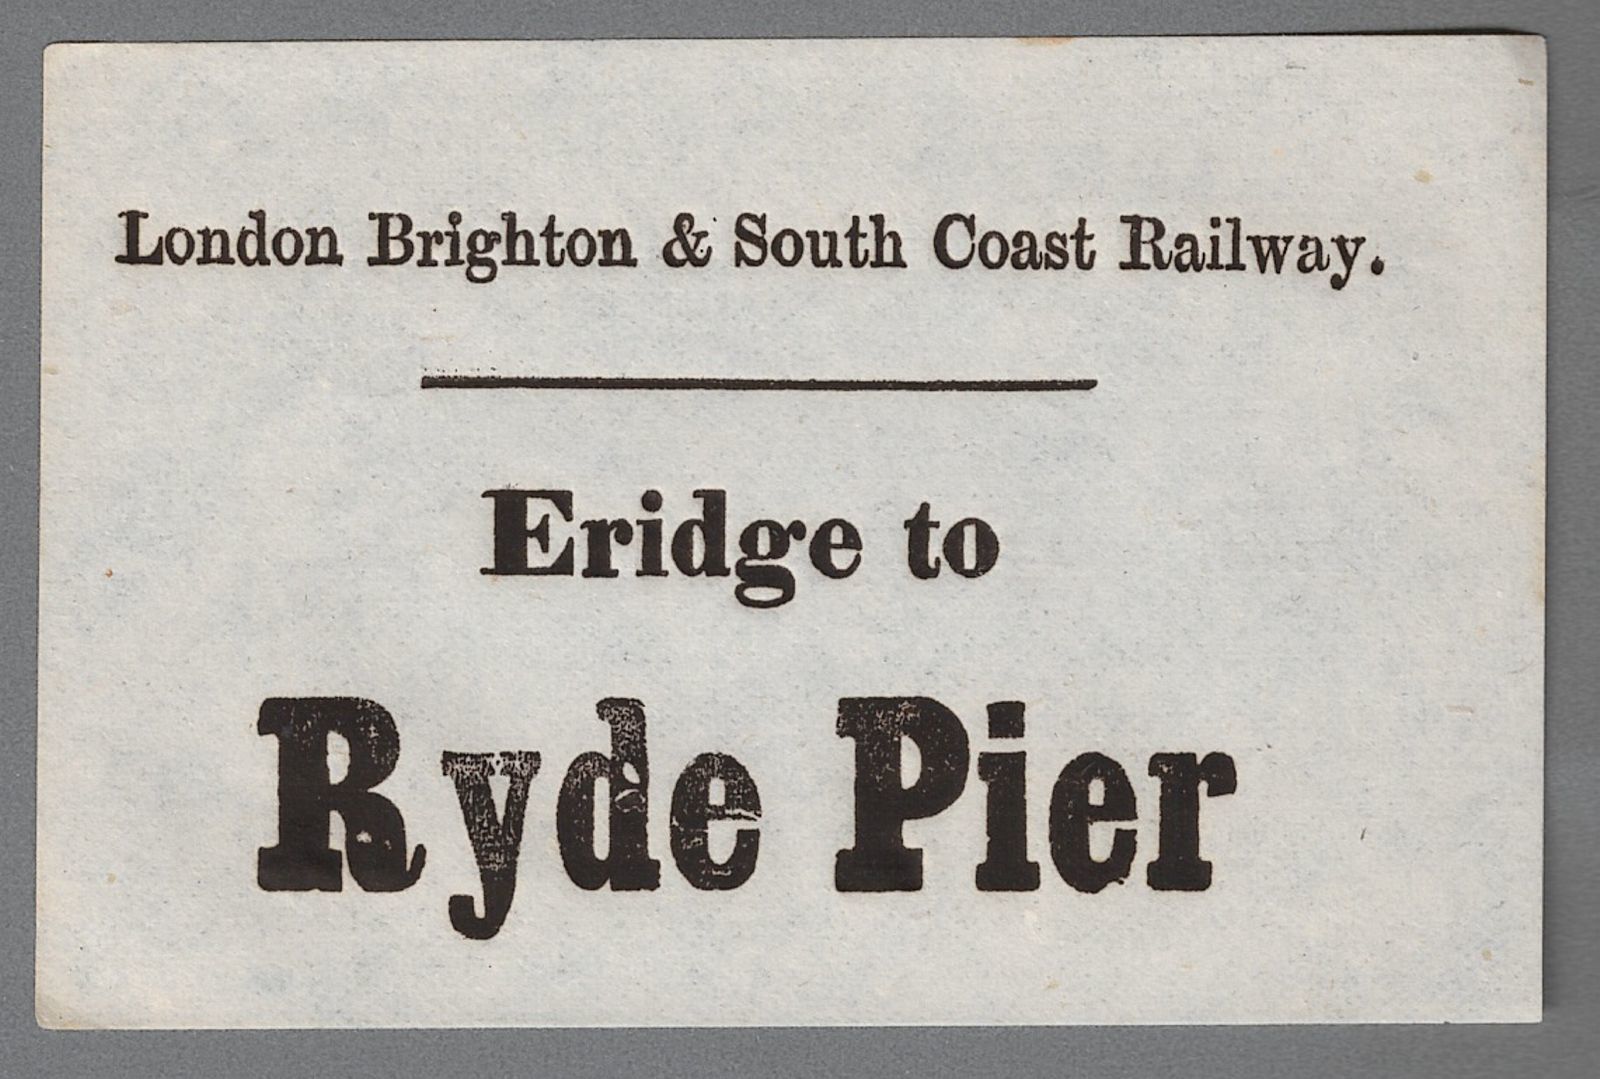 London Brighton & South Coast Railway.
Eridge to
Ryde Pier